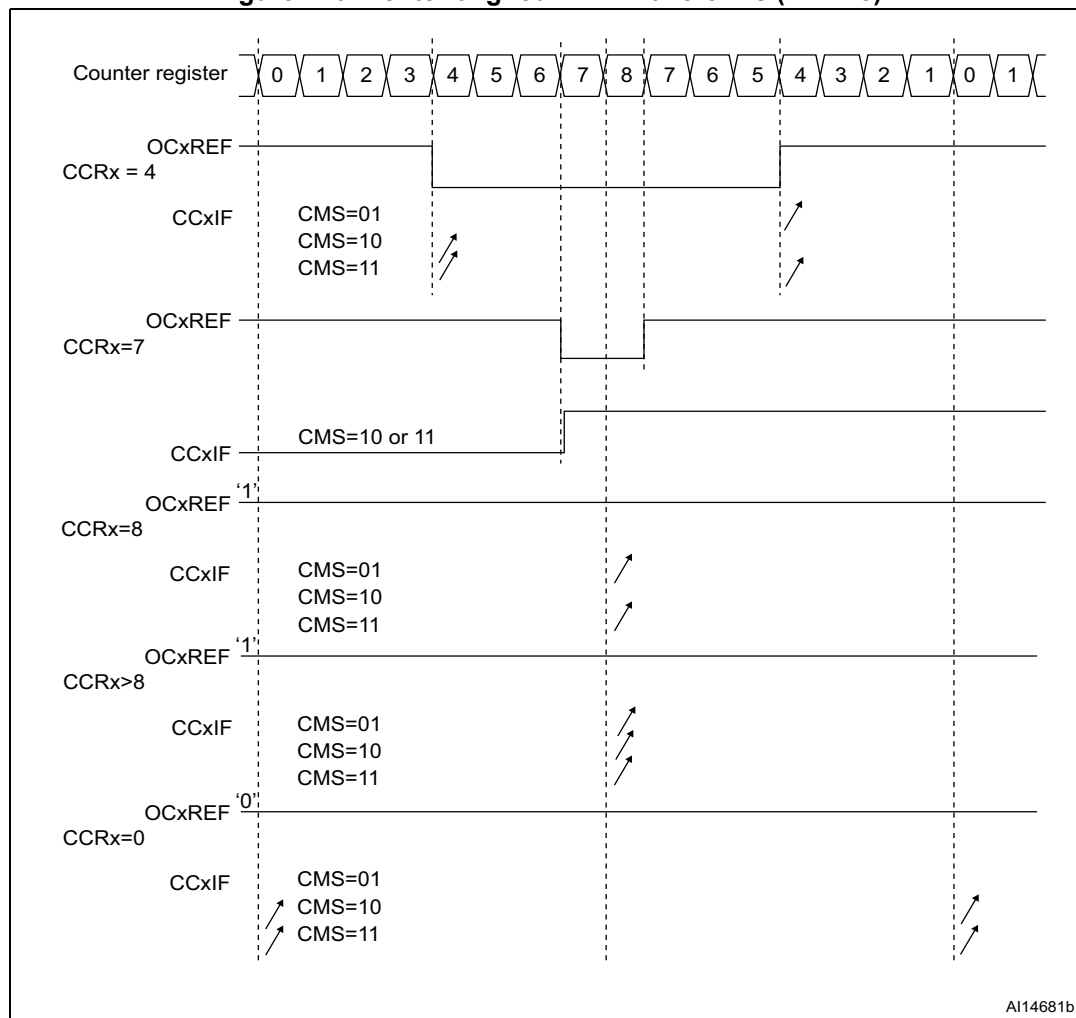 Counter register 0 1 2 3 4 5 6 7 8 7 6 5 4 3 2 1 0 1
OCxREF
CCRx = 4
CCxIF CMS=01
CMS=10
CMS=11
OCxREF
CCRx=7
CMS=10 or 11
CCxIF
OCxREF '1'
CCRx=8
CCxIF CMS=01
CMS=10
CMS=11
OCxREF '1'
CCRx>8
CCxIF CMS=01
CMS=10
CMS=11
OCxREF '0'
CCRx=0
CCxIF CMS=01
CMS=10
CMS=11
AI14681b